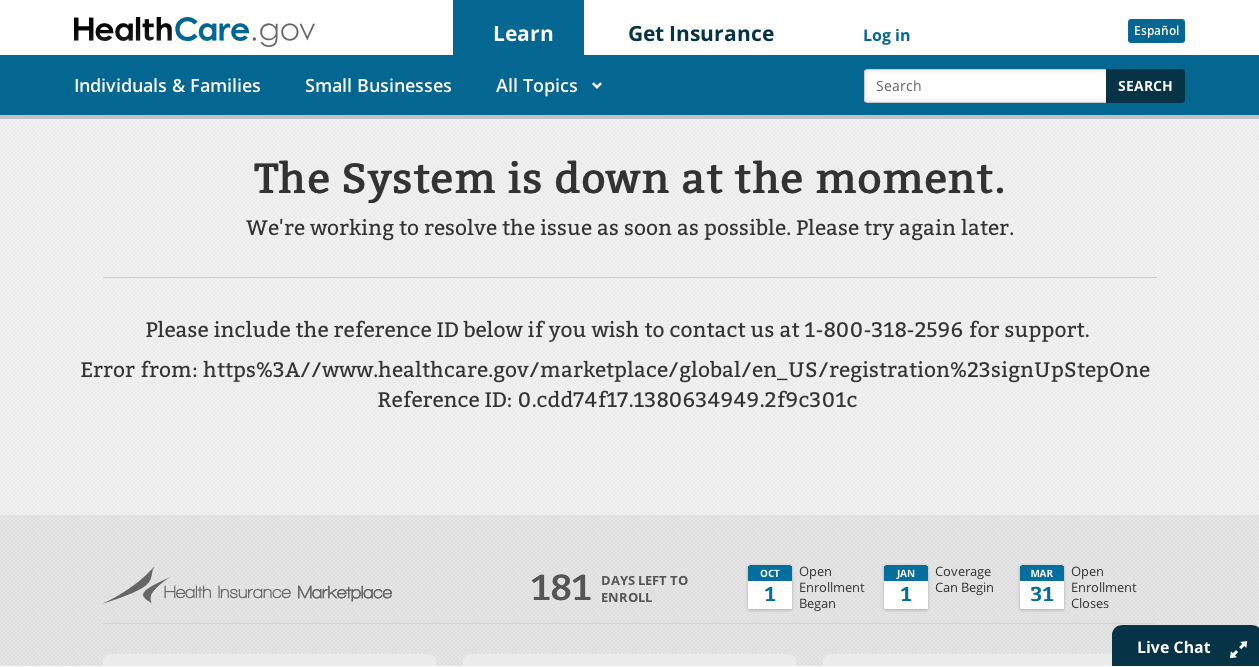 HealthCare.gov
Learn
Get Insurance
Log in
Español
Individuals & Families
Small Businesses
All Topics
Search
SEARCH
The System is down at the moment.
We're working to resolve the issue as soon as possible. Please try again later.
Please include the reference ID below if you wish to contact us at 1-800-318-2596 for support.
Error from: https%3A//www.healthcare.gov/marketplace/global/en_US/registration%23signUpStepOne
Reference ID: 0.cdd74f17.1380634949.2f9c301c
Health Insurance Marketplace
181
DAYS LEFT TO
ENROLL
OCT
1
Open
Enrollment
Began
JAN
1
Coverage
Can Begin
MAR
31
Open
Enrollment
Closes
Live Chat